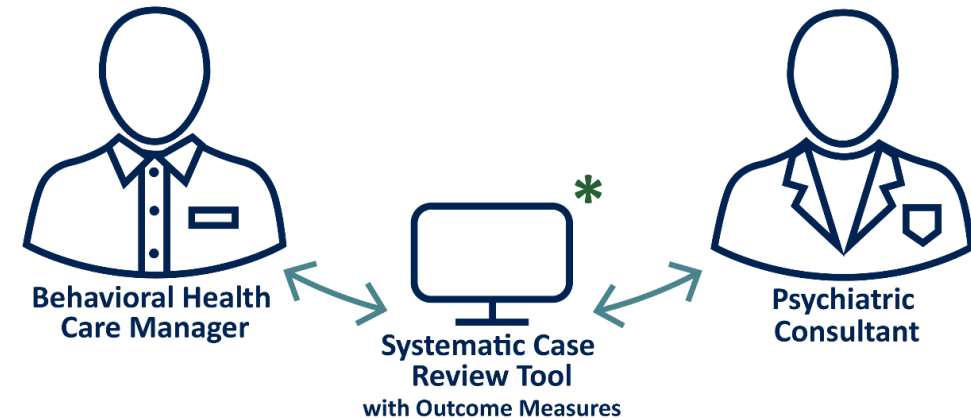 Behavioral Health
Care Manager
*
Systematic Case
Review Tool
with Outcome Measures
Psychiatric
Consultant